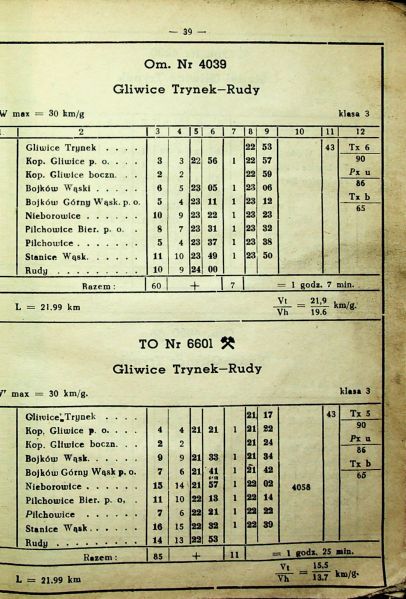 — 39 —
Om. Nr 4039
Gliwice Trynek—Rudy
W max = 30 km/g klasa 3
2 3 4 5 6 7 8 9 10 11 12
Gliwice Trynek . . . . 22 53 43 Tx 6
Kop. Gliwice p. o. . . . 3 3 22 56 1 22 57 90
Kop. Gliwice boczn. . . 2 2 22 59 Px u
Bojków Wąski . . . . . 6 5 23 05 1 23 06 86
Bojków Górny Wąsk. p. o. 5 4 23 11 1 23 12 Tx b
Nieborowice . . . . . . 10 9 23 22 1 23 23 65
Pilchowice Bier. p. o. . . 8 7 23 31 1 23 32
Pilchowice . . . . . . . 5 4 23 37 1 23 38
Stanice Wąsk. . . . . . 11 10 23 49 1 23 50
Rudy . . . . . . . . . 10 9 24 00
Razem: 60 + 7 = 1 godz. 7 min.
L = 21.99 km Vt/Vh = 21,9/19.6 km/g.
TO Nr 6601 ⚒
Gliwice Trynek—Rudy
W max = 30 km/g. klasa 3
Gliwice Trynek . . . . 21 17 43 Tx 5
Kop. Gliwice p. o. . . . 4 4 21 21 1 21 22 90
Kop. Gliwice boczn. . . 2 2 21 24 Px u
Bojków Wąsk. . . . . . 9 9 21 33 1 21 34 86
Bojków Górny Wąsk p. o. 7 6 21 41 1 21 42 Tx b
Nieborowice . . . . . . 15 14 21 57 1 22 02 4058 65
Pilchowice Bier. p. o. 11 10 22 13 1 22 14
Pilchowice . . . . . . 7 6 22 21 1 22 22
Stanice Wąsk . . . . . 16 15 22 32 1 22 39
Rudy . . . . . . . . . 14 13 22 53
Razem: 85 + 11 = 1 godz. 25 min.
L = 21.99 km Vt/Vh = 15,5/13.7 km/g.